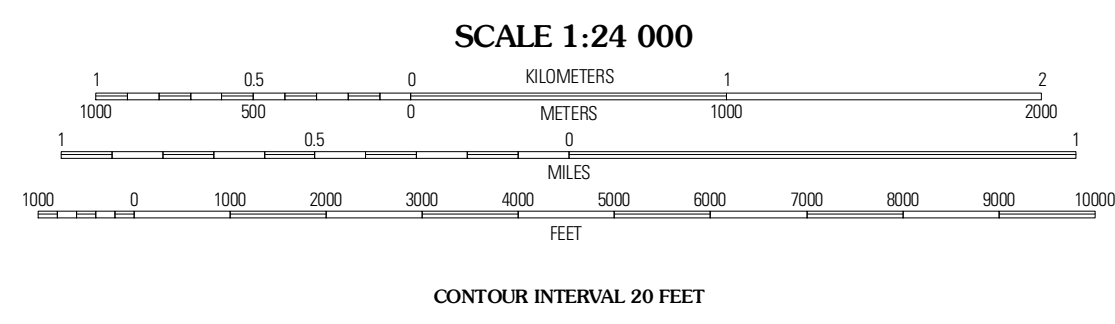 SCALE 1:24 000
1 0.5 0 KILOMETERS 1 2
1000 500 0 METERS 1000 2000
1 0.5 0 1
MILES
1000 0 1000 2000 3000 4000 5000 6000 7000 8000 9000 10000
FEET
CONTOUR INTERVAL 20 FEET